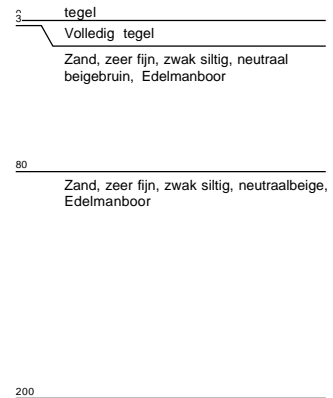 0 tegel
3
Volledig tegel
Zand, zeer fijn, zwak siltig, neutraal
beigebruin, Edelmanboor
80
Zand, zeer fijn, zwak siltig, neutraalbeige,
Edelmanboor
200